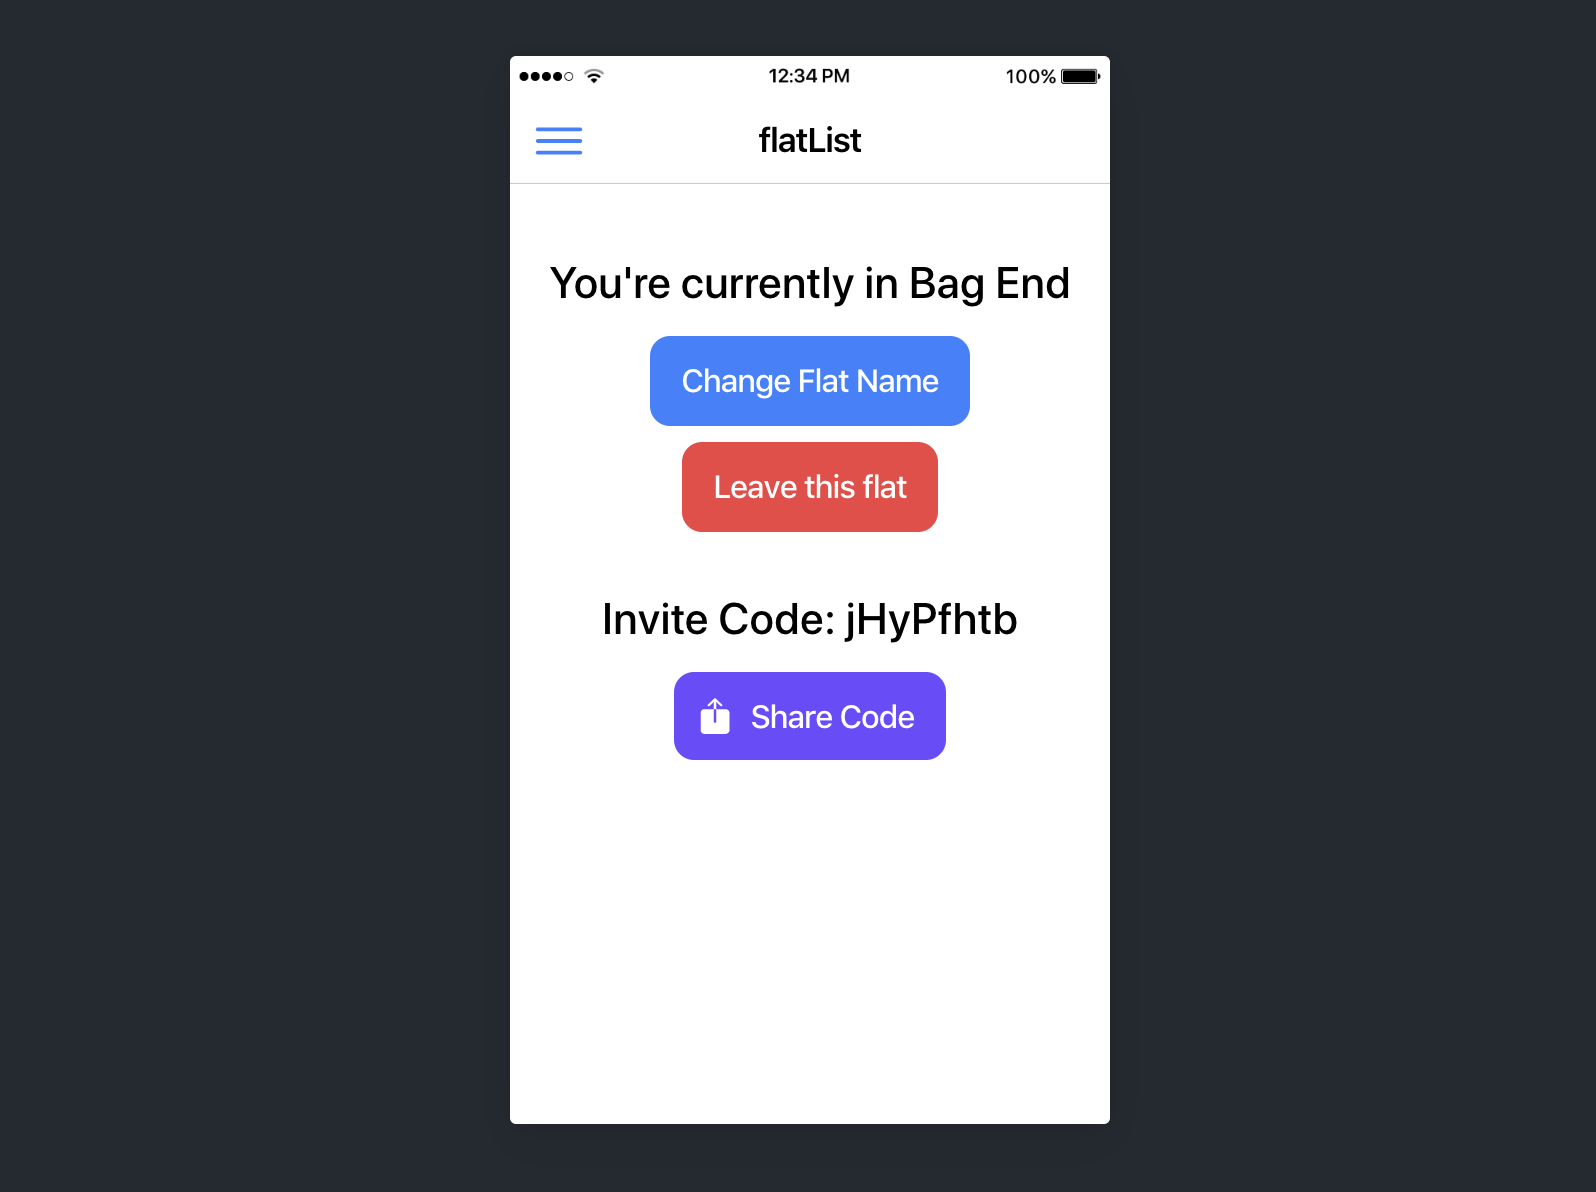 12:34 PM 100%
flatList
You're currently in Bag End
Change Flat Name
Leave this flat
Invite Code: jHyPfhtb
Share Code